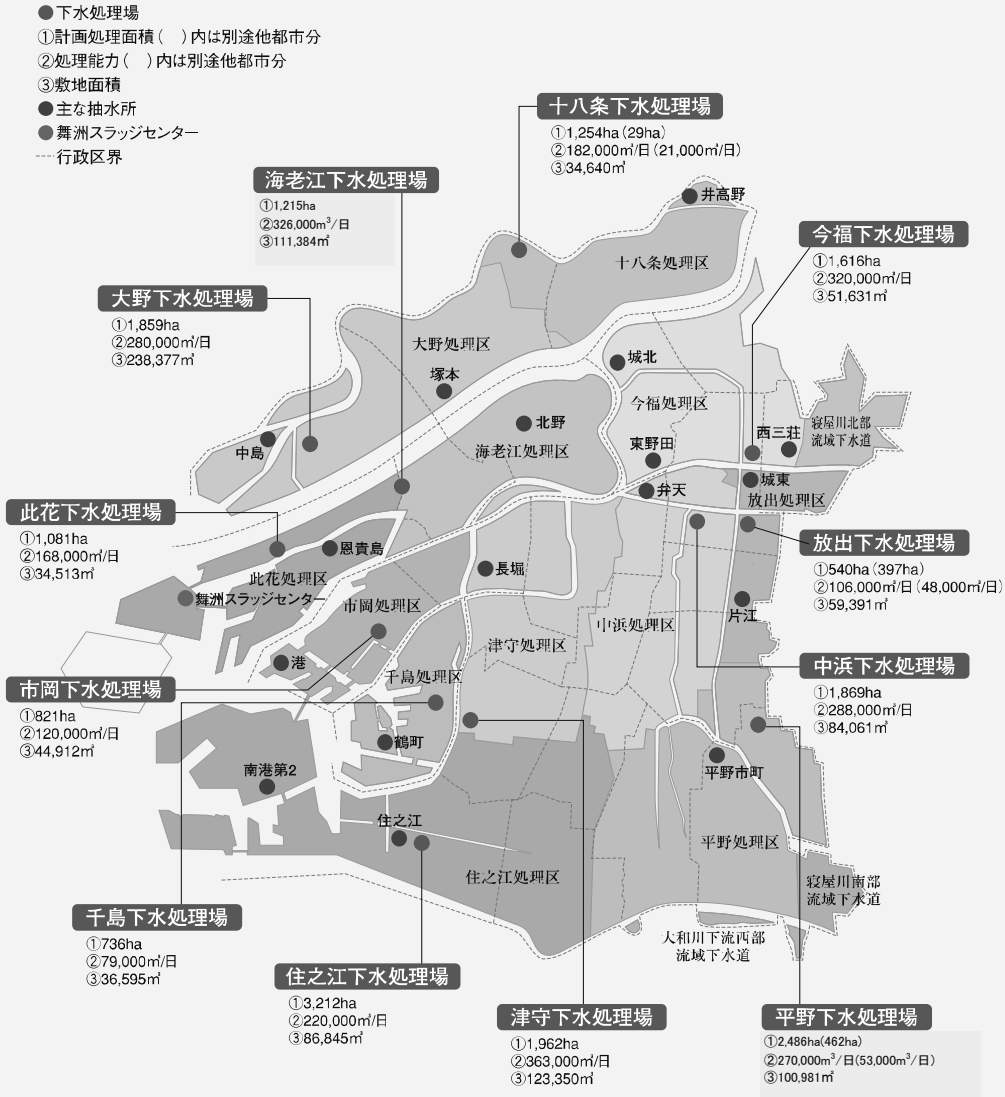 下水処理場
①計画処理面積(　)内は別途他都市分
②処理能力(　)内は別途他都市分
③敷地面積
主な抽水所
舞洲スラッジセンター
行政区界
十八条下水処理場
①1,254ha(29ha)
②182,000㎥/日(21,000㎥/日)
③34,640㎡
海老江下水処理場
①1,215ha
②326,000m³/日
③111,384㎡
井高野
十八条処理区
今福下水処理場
①1,616ha
②320,000㎥/日
③51,631㎡
大野下水処理場
①1,859ha
②280,000㎥/日
③238,377㎡
大野処理区
塚本
城北
今福処理区
北野
海老江処理区
東野田
西三荘
寝屋川北部
流域下水道
中島
弁天
城東
放出処理区
此花下水処理場
①1,081ha
②168,000㎥/日
③34,513㎡
恩貴島
此花処理区
舞洲スラッジセンター
長堀
放出下水処理場
①540ha(397ha)
②106,000㎥/日(48,000㎥/日)
③59,391㎡
市岡処理区
片江
中浜処理区
津守処理区
港
千島処理区
中浜下水処理場
①1,869ha
②288,000㎥/日
③84,061㎡
市岡下水処理場
①821ha
②120,000㎥/日
③44,912㎡
鶴町
南港第2
平野市町
住之江
平野処理区
住之江処理区
寝屋川南部
流域下水道
大和川下流西部
流域下水道
千島下水処理場
①736ha
②79,000㎥/日
③36,595㎡
住之江下水処理場
①3,212ha
②220,000㎥/日
③86,845㎡
津守下水処理場
①1,962ha
②363,000㎥/日
③123,350㎡
平野下水処理場
①2,486ha(462ha)
②270,000m³/日(53,000m³/日)
③100,981㎡